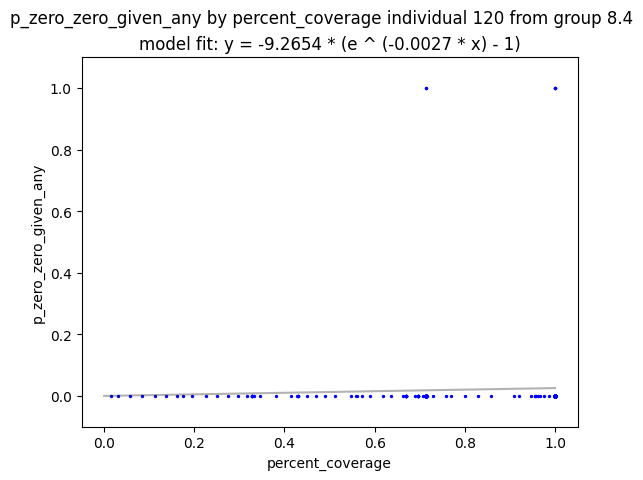 p_zero_zero_given_any by percent_coverage individual 120 from group 8.4
model fit: y = -9.2654 * (e ^ (-0.0027 * x) - 1)
1.0
0.8
0.6
0.4
0.2
0.0
p_zero_zero_given_any
0.0 0.2 0.4 0.6 0.8 1.0
percent_coverage